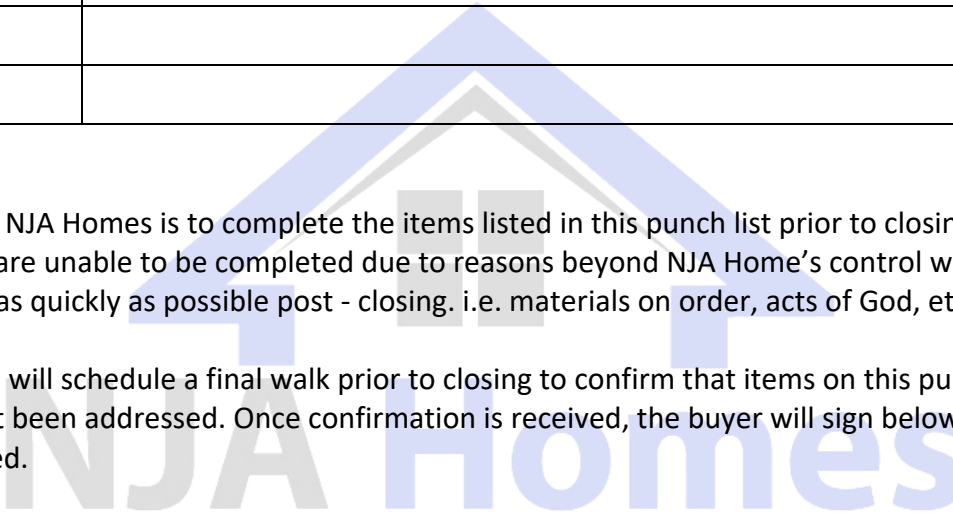 NJA Homes is to complete the items listed in this punch list prior to closin
are unable to be completed due to reasons beyond NJA Home’s control w
as quickly as possible post - closing. i.e. materials on order, acts of God, et
will schedule a final walk prior to closing to confirm that items on this pu
t been addressed. Once confirmation is received, the buyer will sign below
ed.
NJA Homes